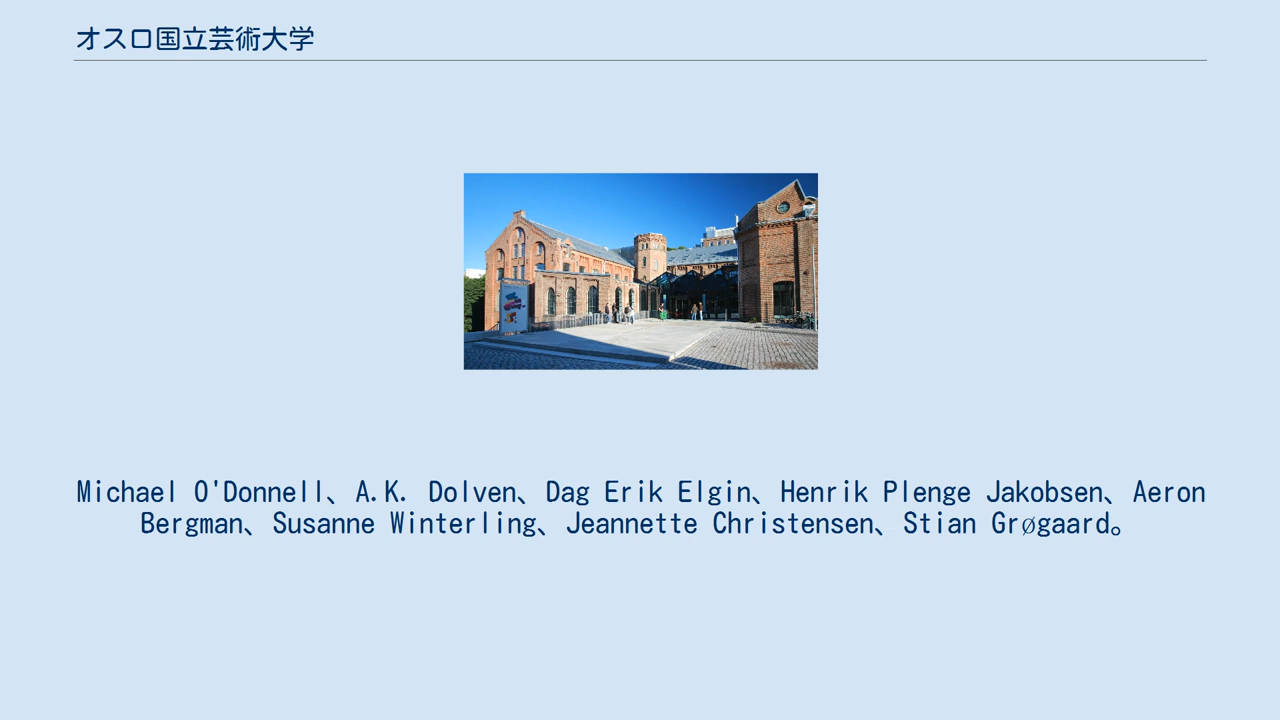 オスロ国立芸術大学
Michael O'Donnell、A.K. Dolven、Dag Erik Elgin、Henrik Plenge Jakobsen、Aeron
Bergman、Susanne Winterling、Jeannette Christensen、Stian Grøgaard。